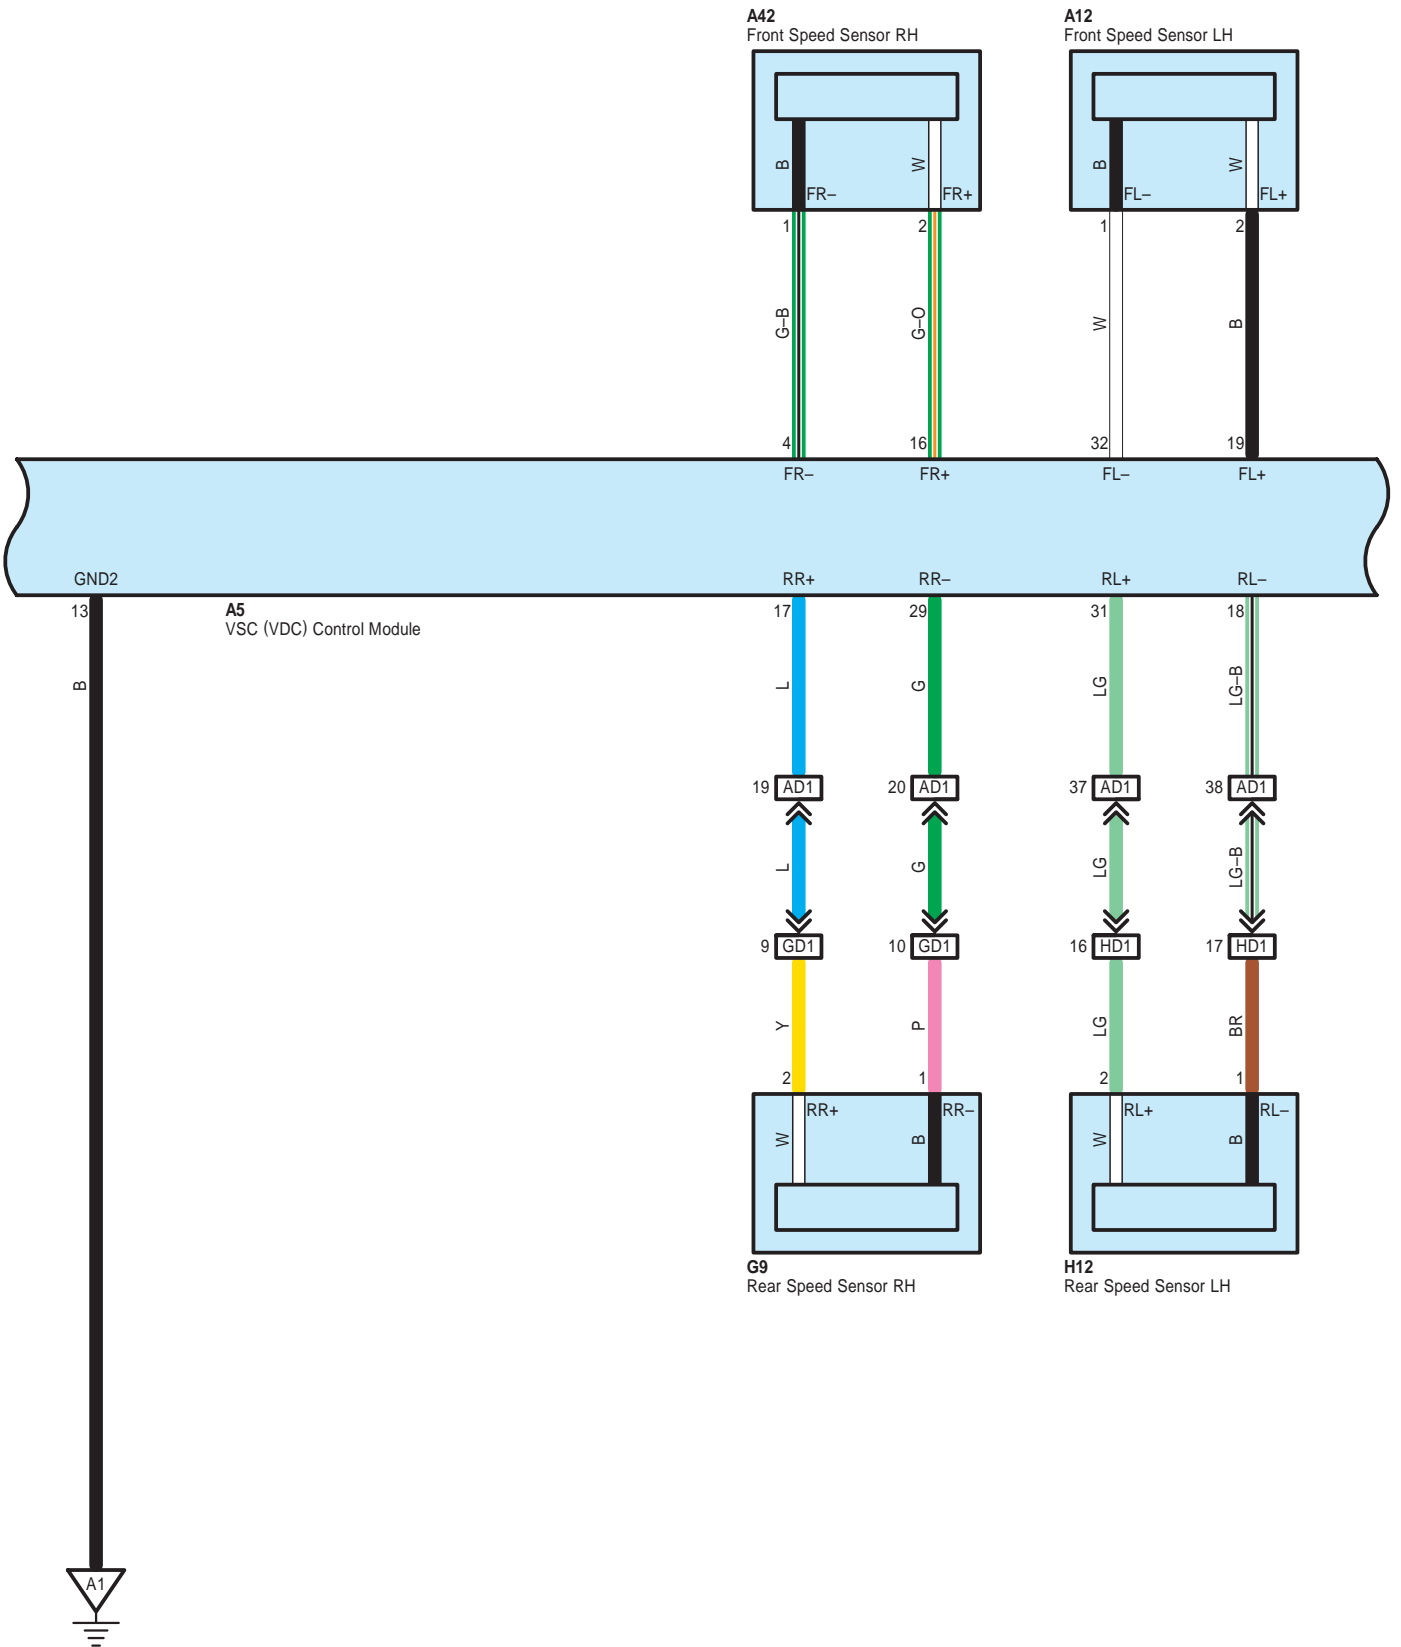 A42 A12
Front Speed Sensor RH Front Speed Sensor LH
B W B W
FR– FR+ FL– FL+
1 2 1 2
G–B G–O W B
4 16 32 19
FR– FR+ FL– FL+
GND2 RR+ RR– RL+ RL–
13 A5 17 29 31 18
VSC (VDC) Control Module
B L G LG LG–B
19 AD1 20 AD1 37 AD1 38 AD1
L G LG LG–B
9 GD1 10 GD1 16 HD1 17 HD1
Y P LG BR
2 1 2 1
RR+ RR– RL+ RL–
W B W B
G9 H12
Rear Speed Sensor RH Rear Speed Sensor LH
A1